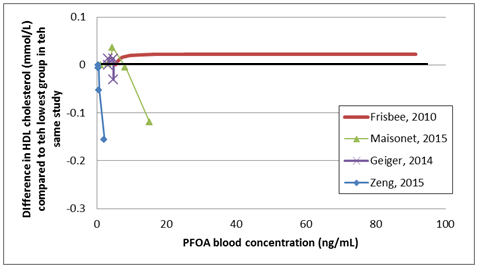 Difference in HDL cholesterol (mmol/L)
compared to teh lowest group in teh
same study
0.1
0
-0.1
-0.2
-0.3
0
20
40
60
80
100
PFOA blood concentration (ng/mL)
Frisbee, 2010
Maisonet, 2015
Geiger, 2014
Zeng, 2015